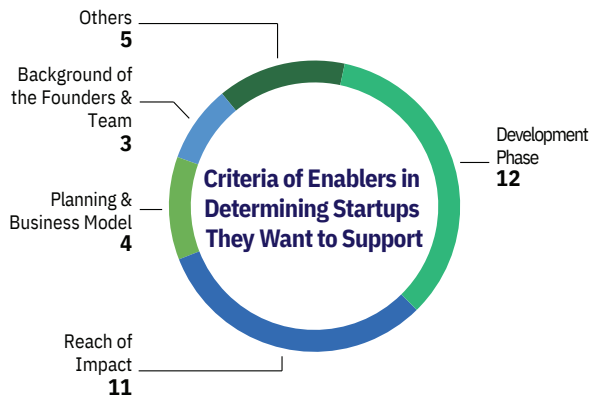 Others
5
Background of
the Founders &
Team
3
Planning &
Business Model
4
Reach of
Impact
11
Criteria of Enablers in
Determining Startups
They Want to Support
Development
Phase
12